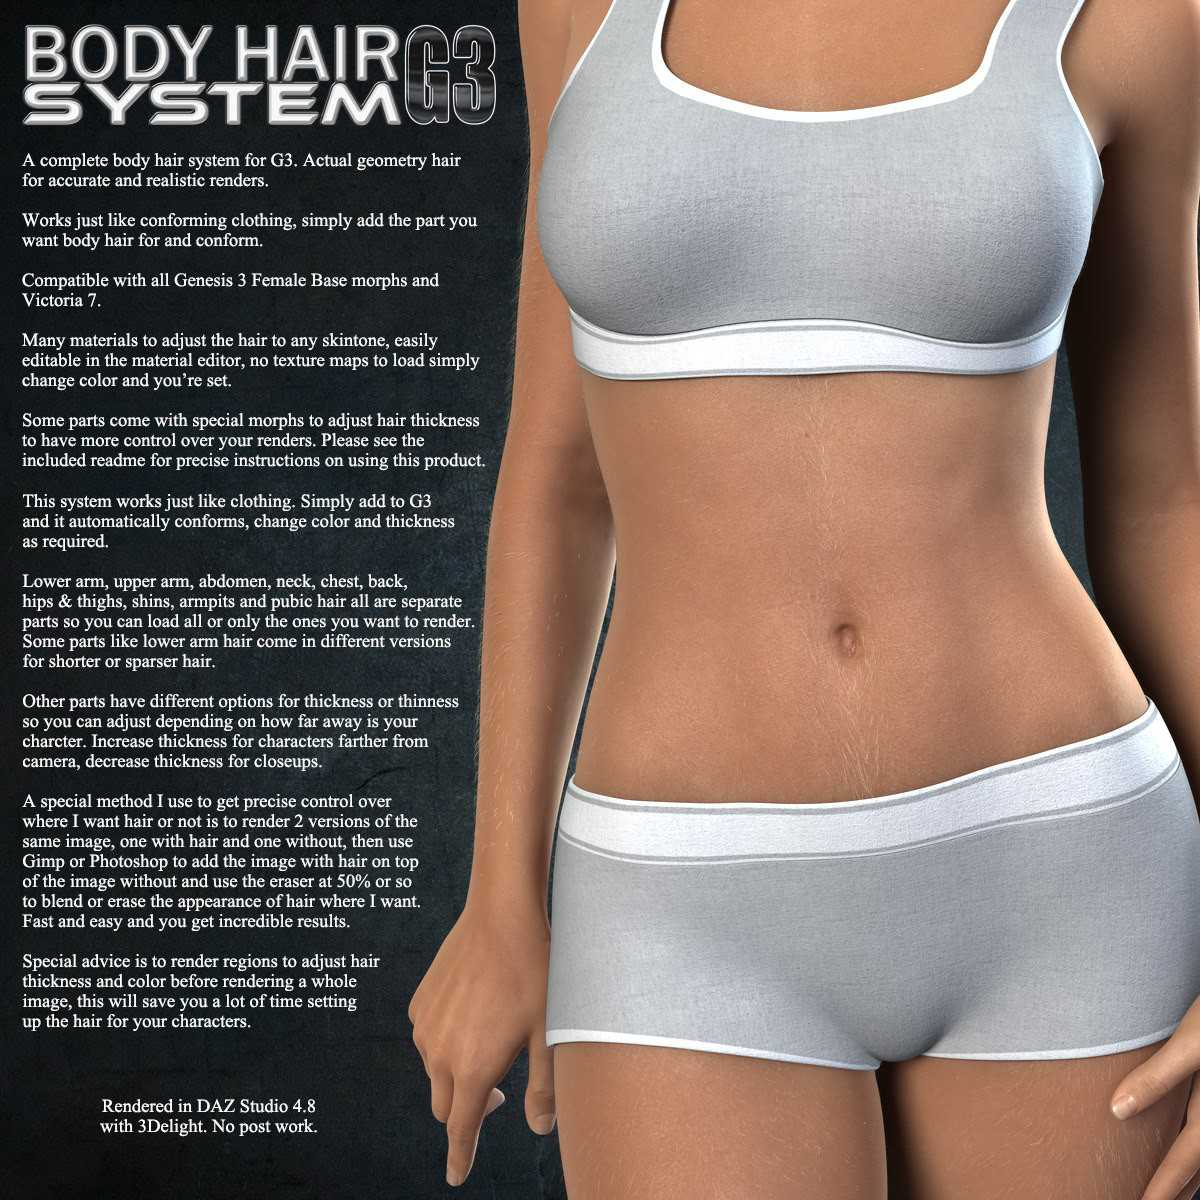 BODY HAIR
SYSTEM G3
A complete body hair system for G3. Actual geometry hair
for accurate and realistic renders.
Works just like conforming clothing, simply add the part you
want body hair for and conform.
Compatible with all Genesis 3 Female Base morphs and
Victoria 7.
Many materials to adjust the hair to any skintone, easily
editable in the material editor, no texture maps to load simply
change color and you're set.
Some parts come with special morphs to adjust hair thickness
to have more control over your renders. Please see the
included readme for precise instructions on using this product.
This system works just like clothing. Simply add to G3
and it automatically conforms, change color and thickness
as required.
Lower arm, upper arm, abdomen, neck, chest, back,
hips & thighs, shins, armpits and pubic hair all are separate
parts so you can load all or only the ones you want to render.
Some parts like lower arm hair come in different versions
for shorter or sparser hair.
Other parts have different options for thickness or thinness
so you can adjust depending on how far away is your
charcter. Increase thickness for characters farther from
camera, decrease thickness for closeups.
A special method I use to get precise control over
where I want hair or not is to render 2 versions of the
same image, one with hair and one without, then use
Gimp or Photoshop to add the image with hair on top
of the image without and use the eraser at 50% or so
to blend or erase the appearance of hair where I want.
Fast and easy and you get incredible results.
Special advice is to render regions to adjust hair
thickness and color before rendering a whole
image, this will save you a lot of time setting
up the hair for your characters.
Rendered in DAZ Studio 4.8
with 3Delight. No post work.